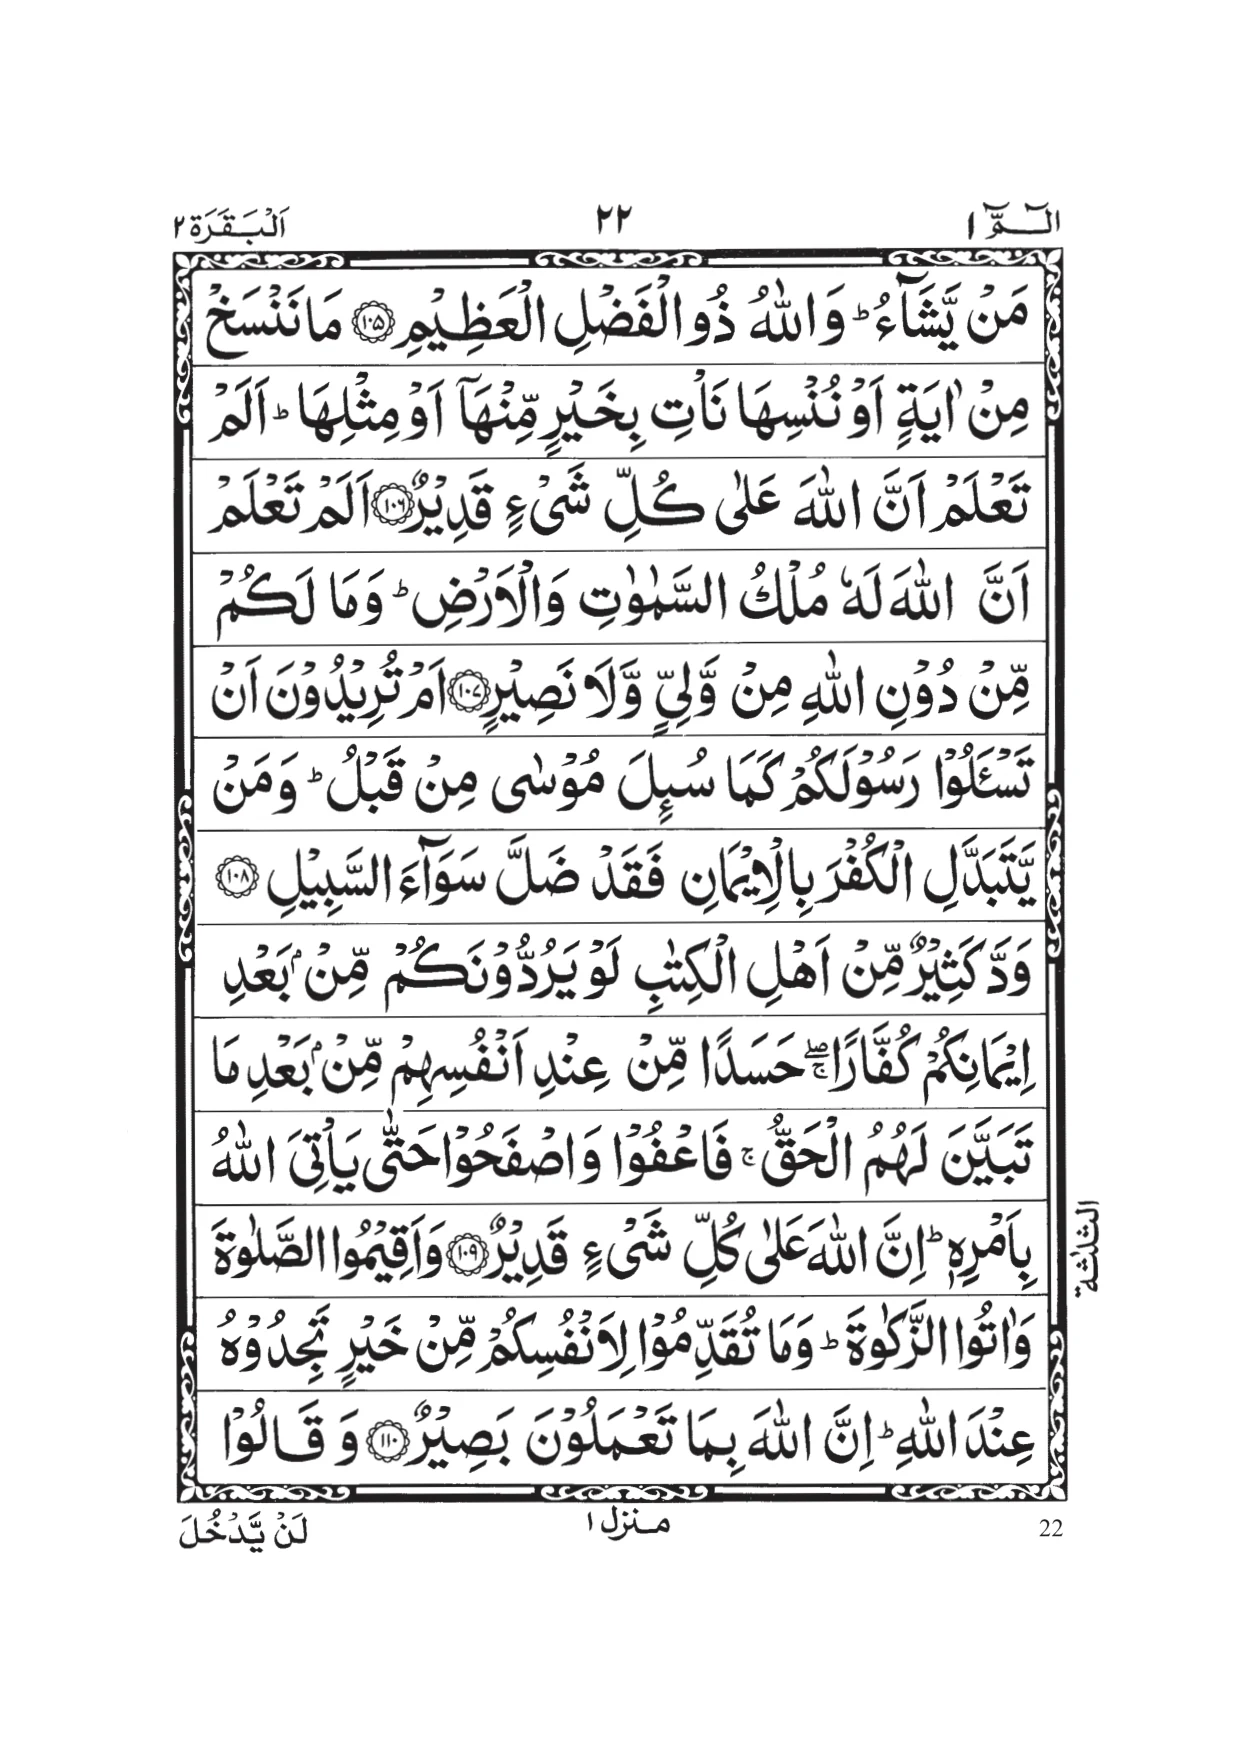 الٓمّٓ ١
٢٢
اَلْبَقَرَة ٢
مَنْ يَّشَآءُ ؕ وَاللّٰهُ ذُو الْفَضْلِ الْعَظِيْمِ ۝١٠٥ مَا نَنْسَخْ
مِنْ اٰيَةٍ اَوْ نُنْسِهَا نَاْتِ بِخَيْرٍ مِّنْهَآ اَوْ مِثْلِهَا ؕ اَلَمْ
تَعْلَمْ اَنَّ اللّٰهَ عَلٰى كُلِّ شَىْءٍ قَدِيْرٌ ۝١٠٦ اَلَمْ تَعْلَمْ
اَنَّ اللّٰهَ لَهٗ مُلْكُ السَّمٰوٰتِ وَالْاَرْضِ ؕ وَمَا لَكُمْ
مِّنْ دُوْنِ اللّٰهِ مِنْ وَّلِيٍّ وَّلَا نَصِيْرٍ ۝١٠٧ اَمْ تُرِيْدُوْنَ اَنْ
تَسْـَٔلُوْا رَسُوْلَكُمْ كَمَا سُئِلَ مُوْسٰى مِنْ قَبْلُ ؕ وَمَنْ
يَّتَبَدَّلِ الْكُفْرَ بِالْاِيْمَانِ فَقَدْ ضَلَّ سَوَآءَ السَّبِيْلِ ۝١٠٨
وَدَّ كَثِيْرٌ مِّنْ اَهْلِ الْكِتٰبِ لَوْ يَرُدُّوْنَكُمْ مِّنْۢ بَعْدِ
اِيْمَانِكُمْ كُفَّارًا ۖۚ حَسَدًا مِّنْ عِنْدِ اَنْفُسِهِمْ مِّنْۢ بَعْدِ مَا
تَبَيَّنَ لَهُمُ الْحَقُّ ۚ فَاعْفُوْا وَاصْفَحُوْا حَتّٰى يَاْتِىَ اللّٰهُ
بِاَمْرِهٖ ؕ اِنَّ اللّٰهَ عَلٰى كُلِّ شَىْءٍ قَدِيْرٌ ۝١٠٩ وَاَقِيْمُوا الصَّلٰوةَ
الثلثة
وَاٰتُوا الزَّكٰوةَ ؕ وَمَا تُقَدِّمُوْا لِاَنْفُسِكُمْ مِّنْ خَيْرٍ تَجِدُوْهُ
عِنْدَ اللّٰهِ ؕ اِنَّ اللّٰهَ بِمَا تَعْمَلُوْنَ بَصِيْرٌ ۝١١٠ وَقَالُوْا
22
منزل ١
لَنْ يَّدْخُلَ